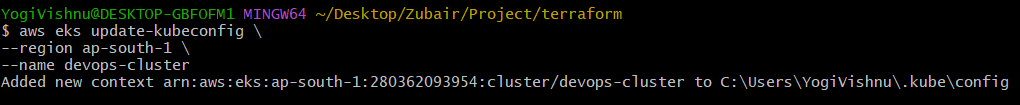 YogiVishnu@DESKTOP-GBFOFM1 MINGW64 ~/Desktop/Zubair/Project/terraform
$ aws eks update-kubeconfig \
--region ap-south-1 \
--name devops-cluster
Added new context arn:aws:eks:ap-south-1:280362093954:cluster/devops-cluster to C:\Users\YogiVishnu\.kube\config